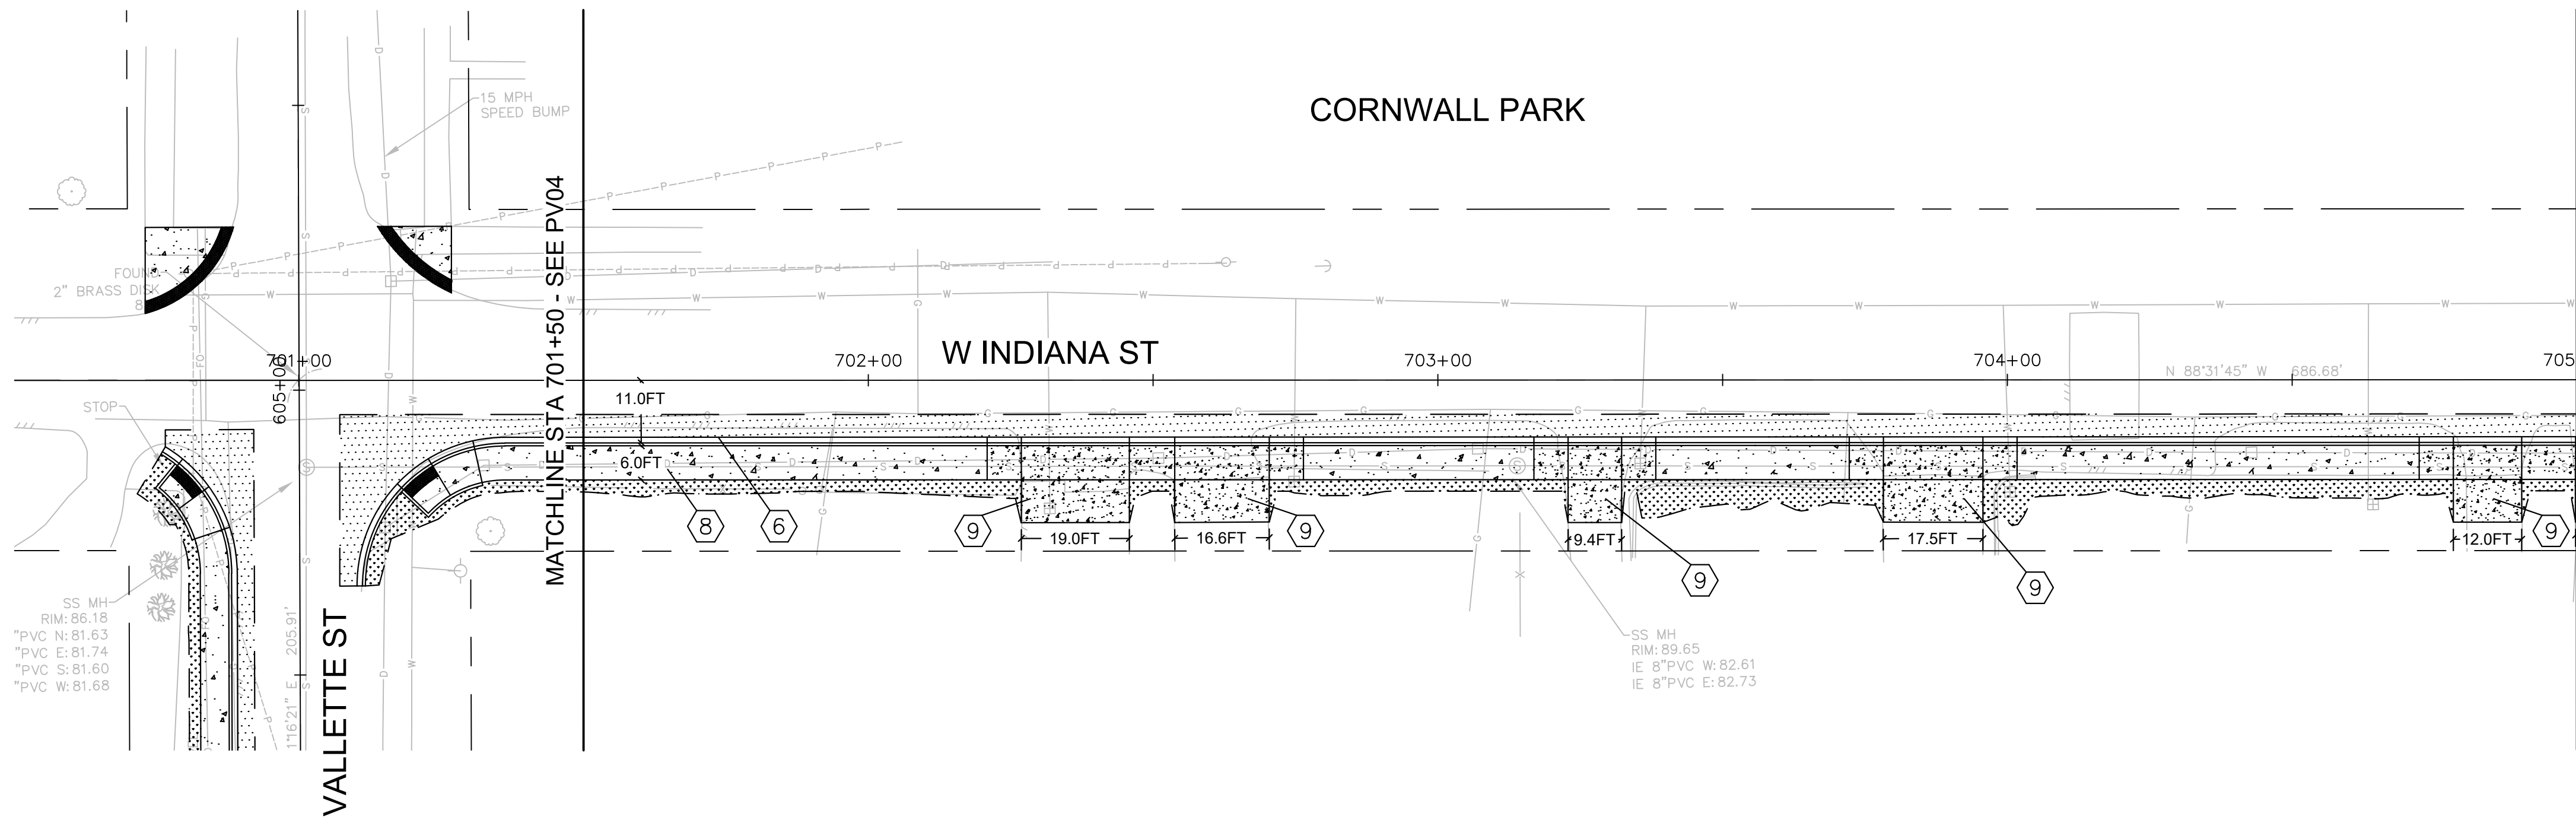 CORNWALL PARK
15 MPH
SPEED BUMP
MATCHLINE STA 701+50 - SEE PV04
FOUND
2" BRASS DISK
W INDIANA ST
701+00
702+00
703+00
704+00
705
605+00
N 88°31'45" W 686.68'
STOP
11.0FT
6.0FT
8
6
9
19.0FT
16.6FT
9
9.4FT
9
17.5FT
9
12.0FT
9
SS MH
RIM:86.18
"PVC N:81.63
"PVC E:81.74
"PVC S:81.60
"PVC W:81.68
1°16'21" E 205.91'
VALLETTE ST
SS MH
RIM:89.65
IE 8"PVC W:82.61
IE 8"PVC E:82.73